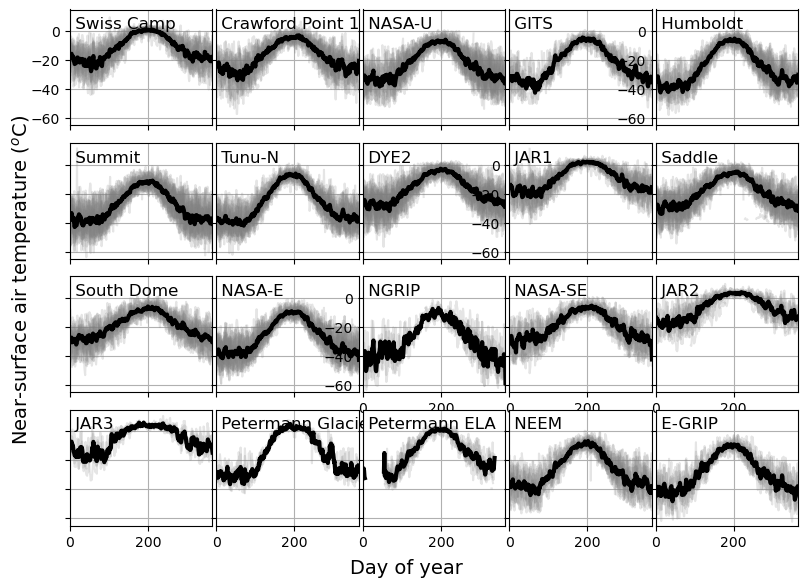 Swiss Camp
Crawford Point 1
NASA-U
GITS
Humboldt
0
−20
−40
−60
0
−20
−40
−60
0
200
Summit
Tunu-N
DYE2
JAR1
Saddle
0
−20
−40
−60
South Dome
NASA-E
NGRIP
NASA-SE
JAR2
0
−20
−40
−60
0
200
0
200
JAR3
Petermann Glacie
Petermann ELA
NEEM
E-GRIP
0
200
0
200
0
200
0
200
Near-surface air temperature (°C)
Day of year